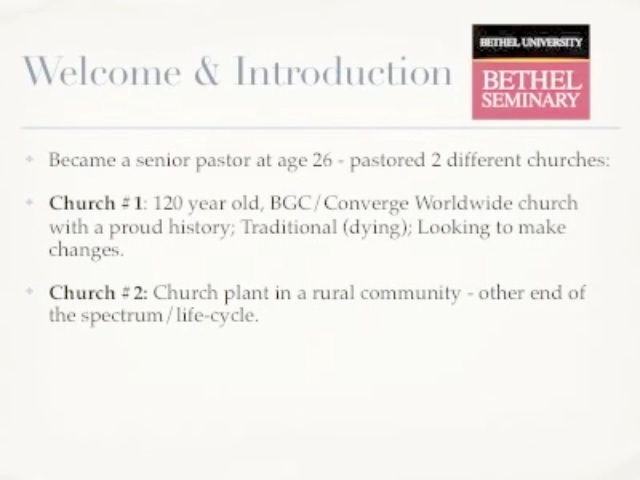 Welcome & Introduction
BETHEL UNIVERSITY
BETHEL
SEMINARY
Became a senior pastor at age 26 - pastored 2 different churches:
Church #1: 120 year old, BGC/Converge Worldwide church
with a proud history; Traditional (dying); Looking to make
changes.
Church #2: Church plant in a rural community - other end of
the spectrum/life-cycle.